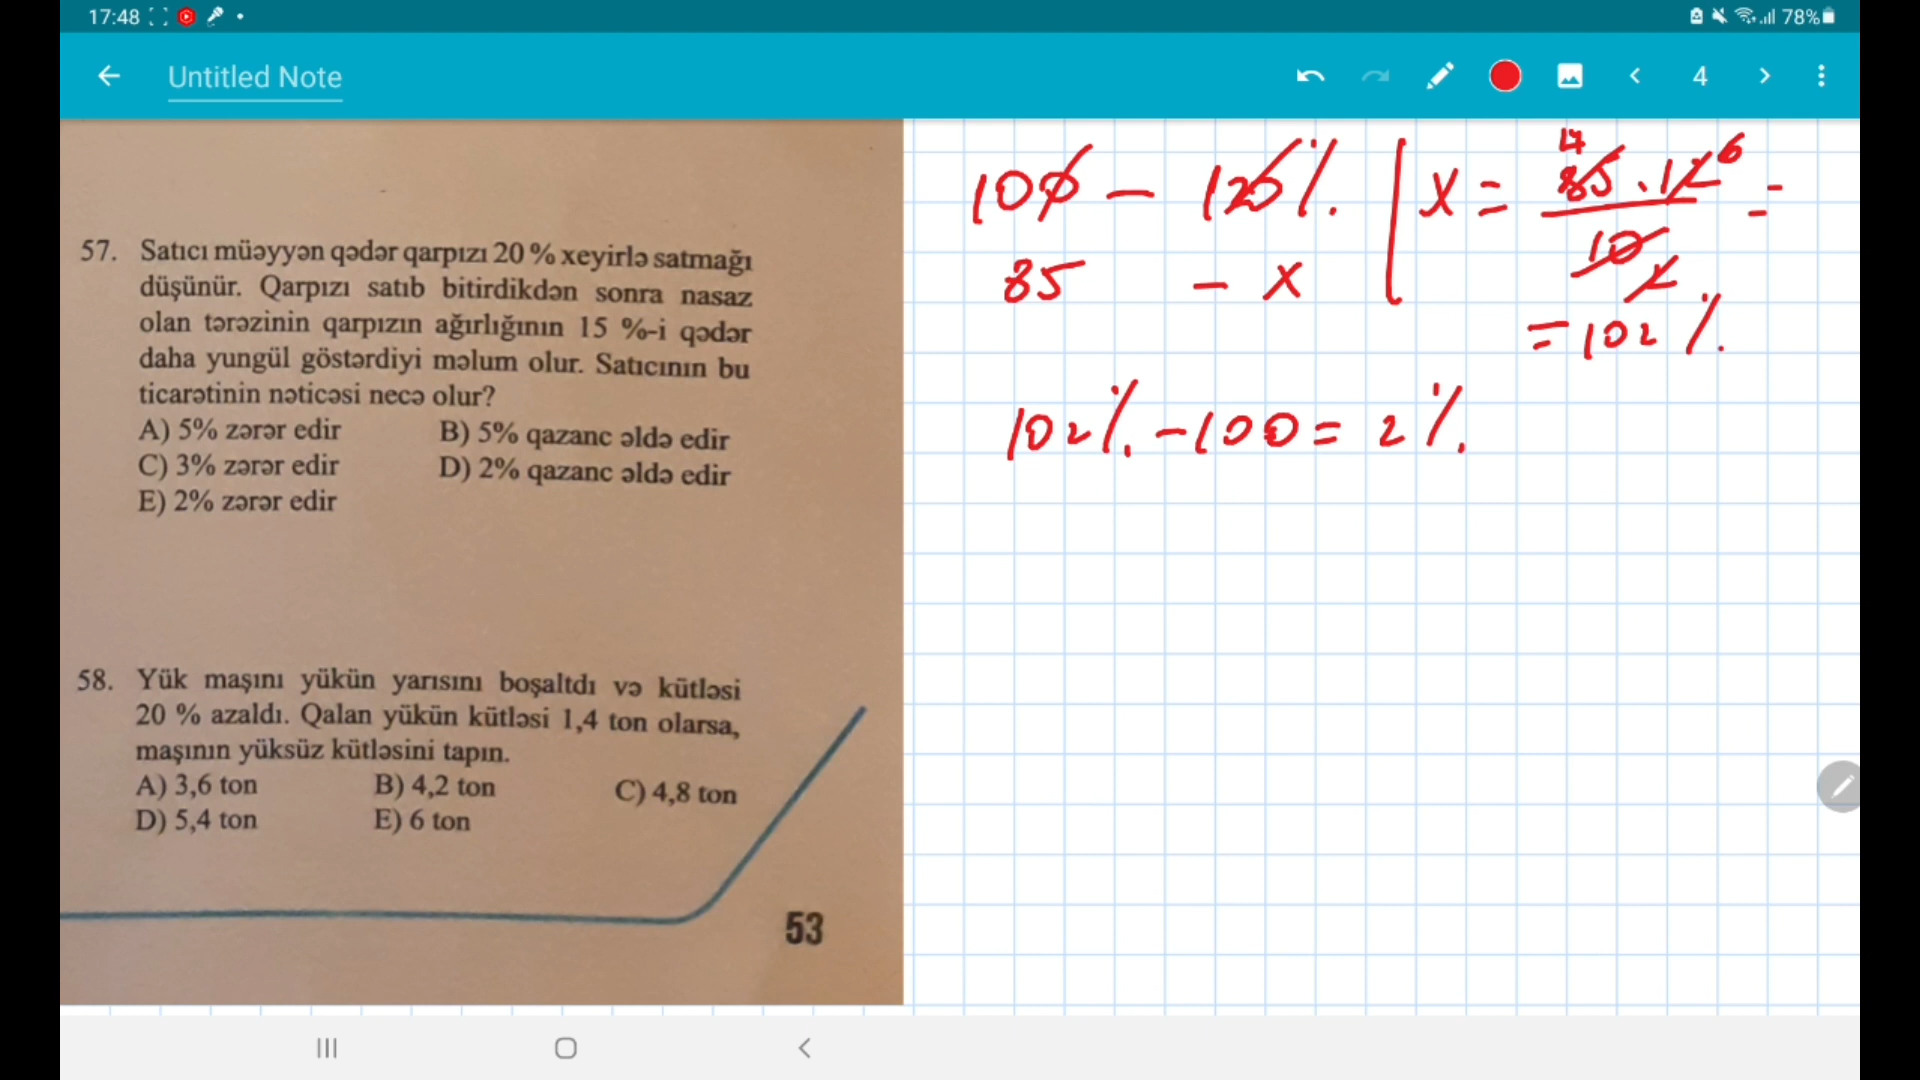 17:48
78%
Untitled Note
4
57. Satıcı müəyyən qədər qarpızı 20 % xeyirlə satmağı
düşünür. Qarpızı satıb bitirdikdən sonra nasaz
olan tərəzinin qarpızın ağırlığının 15 %-i qədər
daha yungül göstərdiyi məlum olur. Satıcının bu
ticarətinin nəticəsi necə olur?
A) 5% zərər edir B) 5% qazanc əldə edir
C) 3% zərər edir D) 2% qazanc əldə edir
E) 2% zərər edir
58. Yük maşını yükün yarısını boşaltdı və kütləsi
20 % azaldı. Qalan yükün kütləsi 1,4 ton olarsa,
maşının yüksüz kütləsini tapın.
A) 3,6 ton B) 4,2 ton C) 4,8 ton
D) 5,4 ton E) 6 ton
53
100 – 120%
85 – x
17 6
x = 85 · 12 =
10
= 102%
102% – 100 = 2%